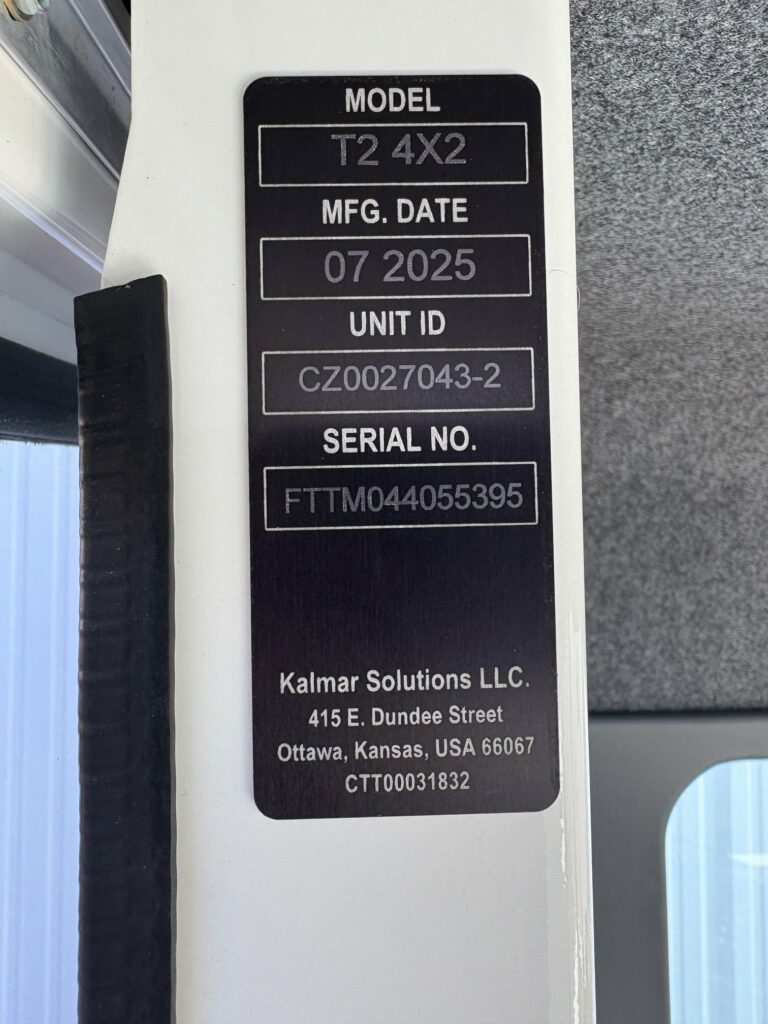 MODEL
T2 4X2
MFG. DATE
07 2025
UNIT ID
CZ0027043-2
SERIAL NO.
FTTM044055395
Kalmar Solutions LLC.
415 E. Dundee Street
Ottawa, Kansas, USA 66067
CTT00031832